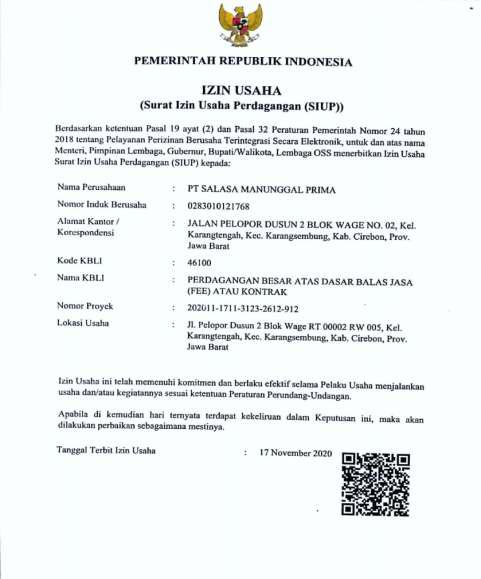 PEMERINTAH REPUBLIK INDONESIA
IZIN USAHA
(Surat Izin Usaha Perdagangan (SIUP))
Berdasarkan ketentuan Pasal 19 ayat (2) dan Pasal 32 Peraturan Pemerintah Nomor 24 tahun
2018 tentang Pelayanan Perizinan Berusaha Terintegrasi Secara Elektronik, untuk dan atas nama
Menteri, Pimpinan Lembaga, Gubernur, Bupati/Walikota, Lembaga OSS menerbitkan Izin Usaha
Surat Izin Usaha Perdagangan (SIUP) kepada:
Nama Perusahaan : PT SALASA MANUNGGAL PRIMA
Nomor Induk Berusaha : 0283010121768
Alamat Kantor / : JALAN PELOPOR DUSUN 2 BLOK WAGE NO. 02, Kel.
Korespondensi Karangtengah, Kec. Karangsembung, Kab. Cirebon, Prov.
Jawa Barat
Kode KBLI : 46100
Nama KBLI : PERDAGANGAN BESAR ATAS DASAR BALAS JASA
(FEE) ATAU KONTRAK
Nomor Proyek : 202011-1711-3123-2612-912
Lokasi Usaha : Jl. Pelopor Dusun 2 Blok Wage RT 00002 RW 005, Kel.
Karangtengah, Kec. Karangsembung, Kab. Cirebon, Prov.
Jawa Barat
Izin Usaha ini telah memenuhi komitmen dan berlaku efektif selama Pelaku Usaha menjalankan
usaha dan/atau kegiatannya sesuai ketentuan Peraturan Perundang-Undangan.
Apabila di kemudian hari ternyata terdapat kekeliruan dalam Keputusan ini, maka akan
dilakukan perbaikan sebagaimana mestinya.
Tanggal Terbit Izin Usaha : 17 November 2020